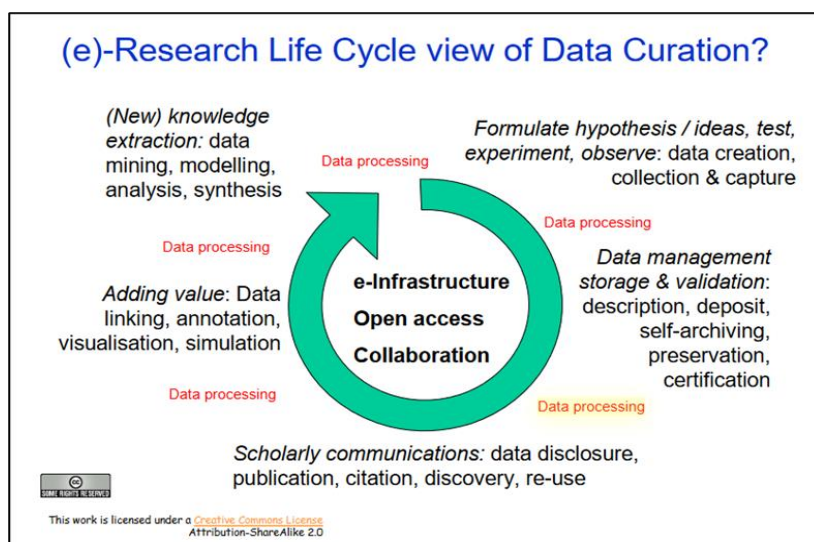 (e)-Research Life Cycle view of Data Curation?
(New) knowledge
extraction: data
mining, modelling,
analysis, synthesis
Data processing
Formulate hypothesis / ideas, test,
experiment, observe: data creation,
collection & capture
Data processing
Data management
storage & validation:
description, deposit,
self-archiving,
preservation,
certification
Data processing
e-Infrastructure
Open access
Collaboration
Data processing
Adding value: Data
linking, annotation,
visualisation, simulation
Data processing
Scholarly communications: data disclosure,
publication, citation, discovery, re-use
cc
SOME RIGHTS RESERVED
This work is licensed under a Creative Commons License
Attribution-ShareAlike 2.0